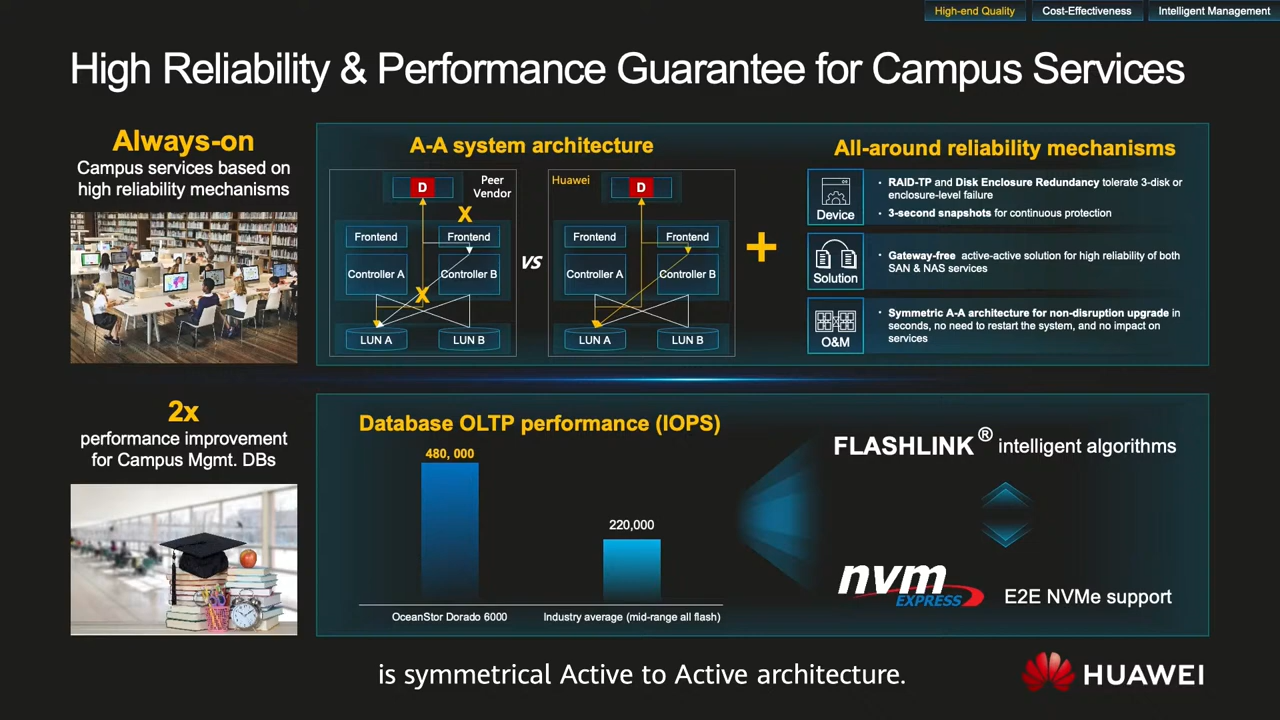 High-end Quality
Cost-Effectiveness
Intelligent Management
High Reliability & Performance Guarantee for Campus Services
Always-on
Campus services based on
high reliability mechanisms
A-A system architecture
D
Peer
Vendor
X
Frontend
Frontend
Controller A
Controller B
X
LUN A
LUN B
VS
Huawei
D
Frontend
Frontend
Controller A
Controller B
LUN A
LUN B
+
All-around reliability mechanisms
Device
• RAID-TP and Disk Enclosure Redundancy tolerate 3-disk or
enclosure-level failure
• 3-second snapshots for continuous protection
Solution
• Gateway-free active-active solution for high reliability of both
SAN & NAS services
O&M
• Symmetric A-A architecture for non-disruption upgrade in
seconds, no need to restart the system, and no impact on
services
2x
performance improvement
for Campus Mgmt. DBs
Database OLTP performance (IOPS)
480, 000
220,000
OceanStor Dorado 6000
Industry average (mid-range all flash)
FLASHLINK® intelligent algorithms
nvm
EXPRESS
E2E NVMe support
is symmetrical Active to Active architecture.
HUAWEI